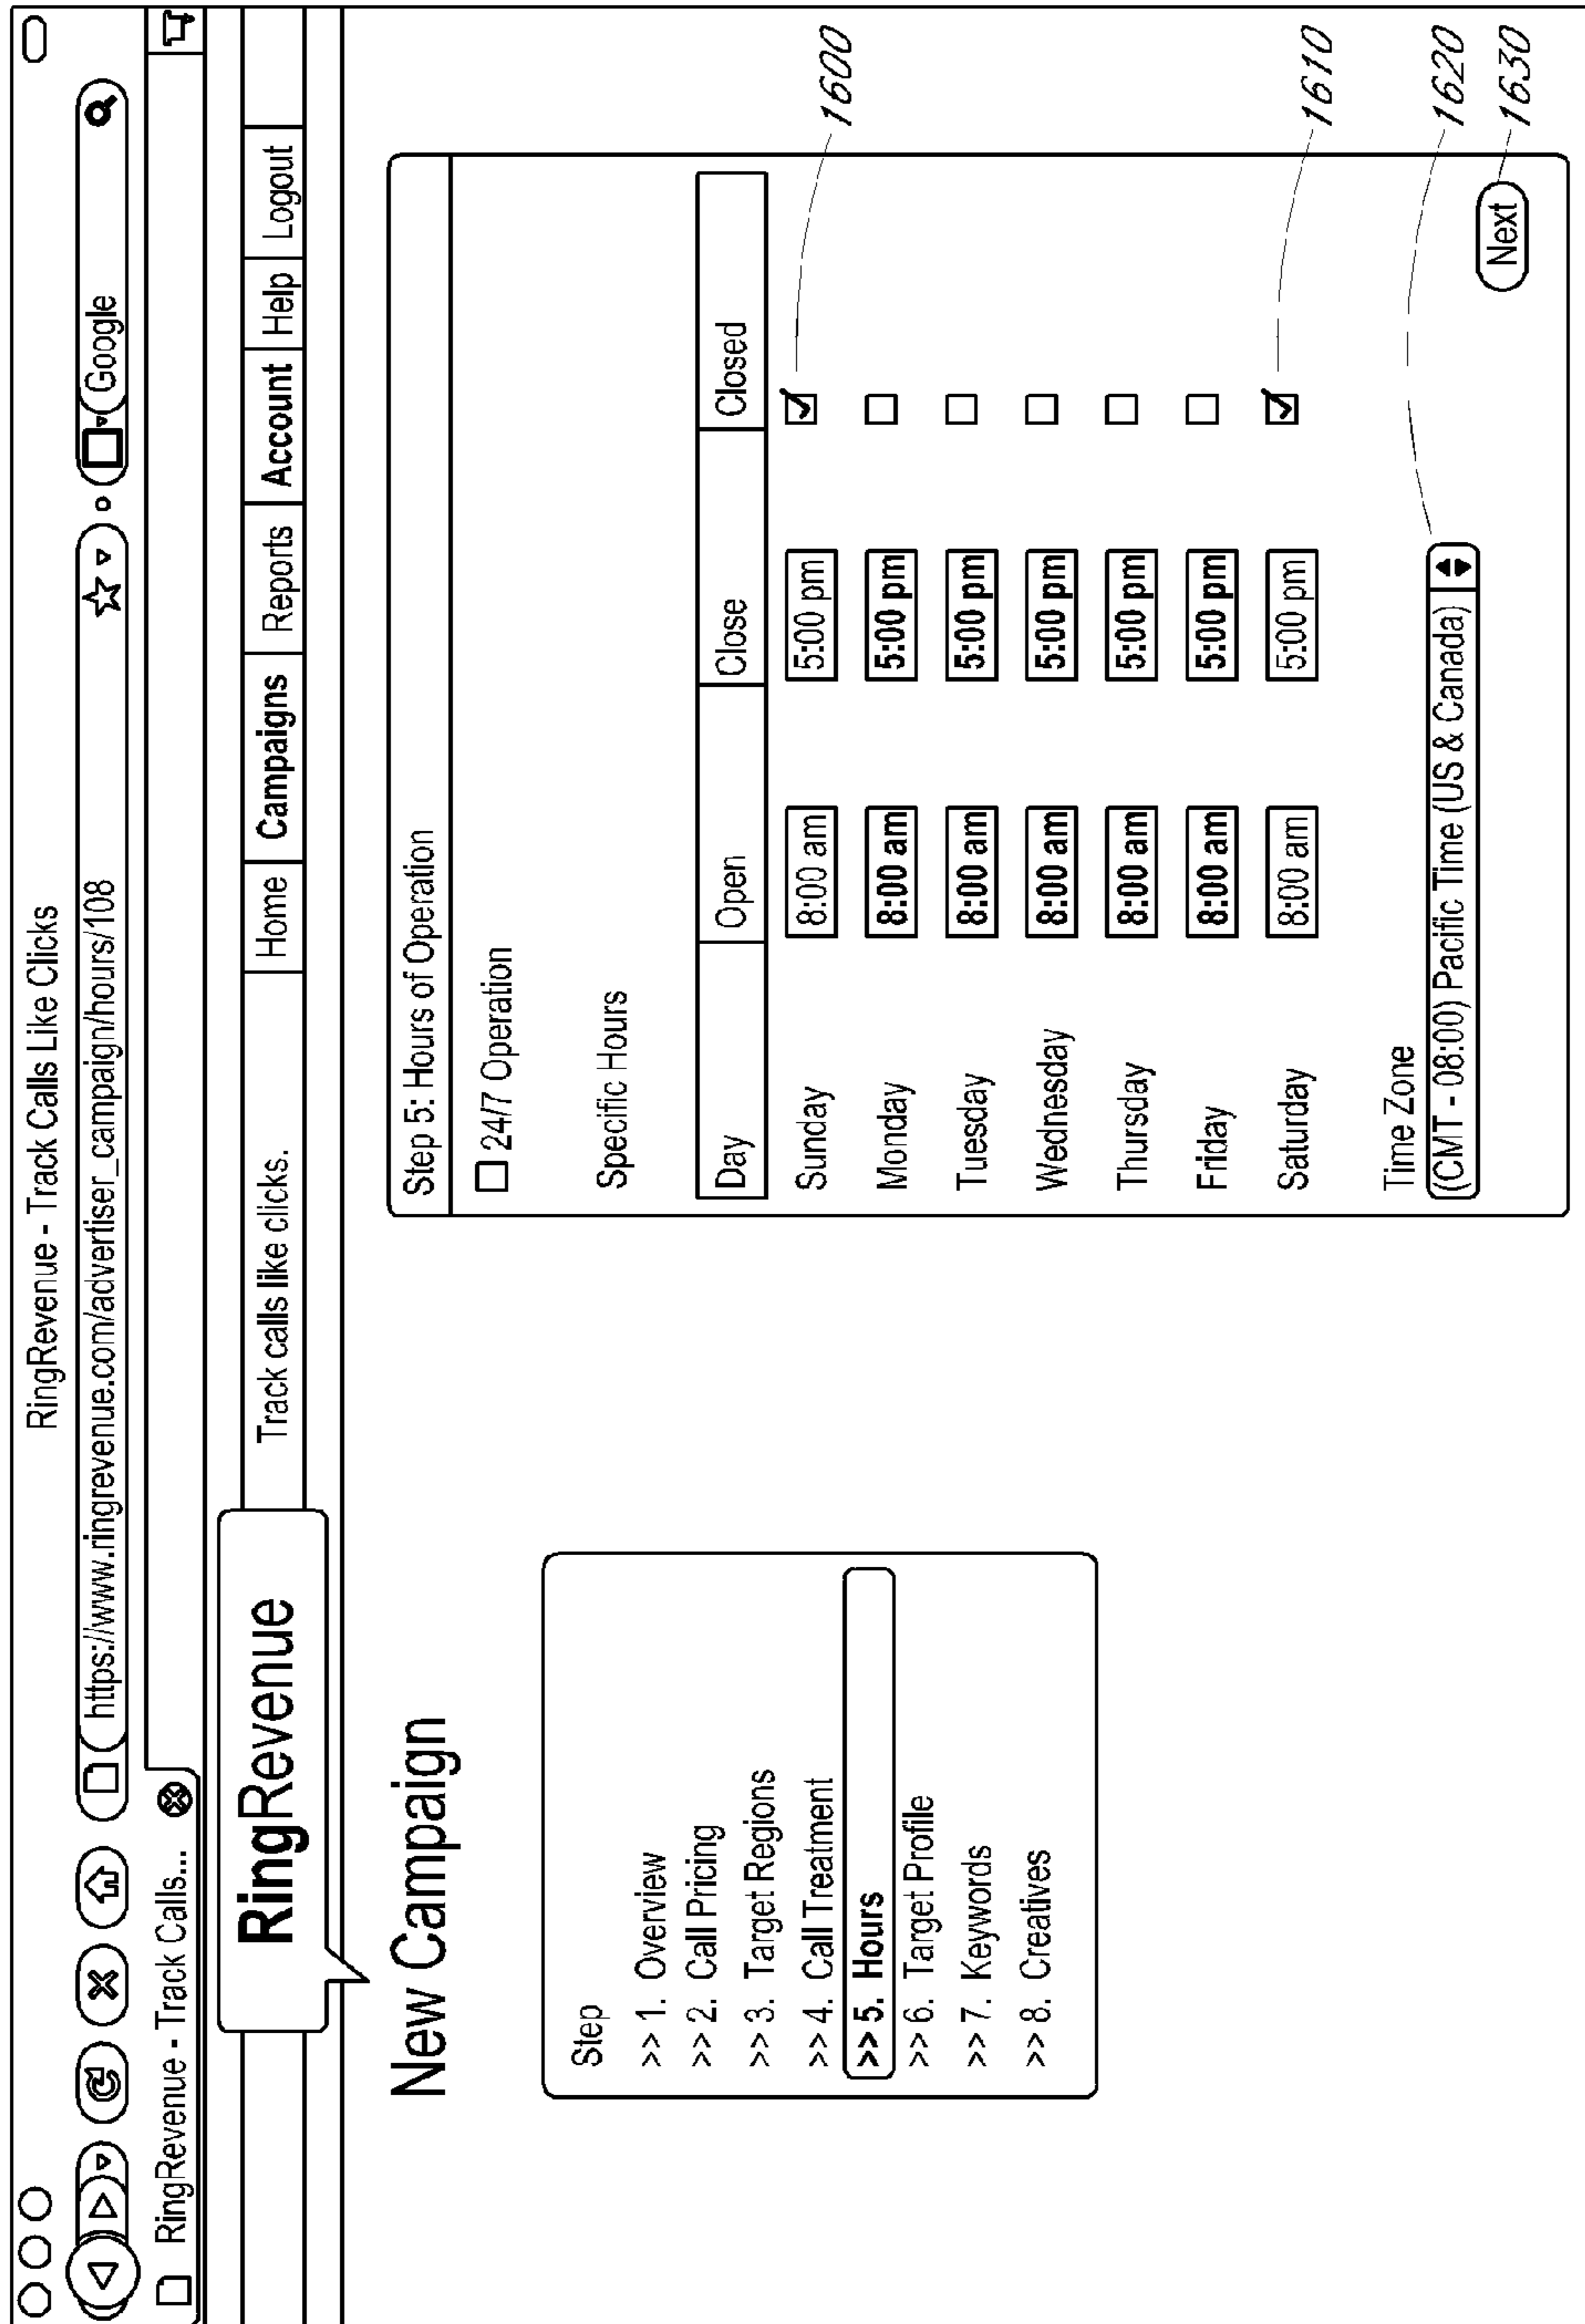 RingRevenue - Track Calls Like Clicks
https://www.ringrevenue.com/advertiser_campaign/hours/108
Google
RingRevenue - Track Calls...
RingRevenue
Track calls like clicks.
Home
Campaigns
Reports
Account
Help
Logout
New Campaign
Step
>> 1. Overview
>> 2. Call Pricing
>> 3. Target Regions
>> 4. Call Treatment
>> 5. Hours
>> 6. Target Profile
>> 7. Keywords
>> 8. Creatives
Step 5: Hours of Operation
24/7 Operation
Specific Hours
Day Open Close Closed
Sunday 8:00 am 5:00 pm
1600
Monday 8:00 am 5:00 pm
Tuesday 8:00 am 5:00 pm
Wednesday 8:00 am 5:00 pm
Thursday 8:00 am 5:00 pm
Friday 8:00 am 5:00 pm
Saturday 8:00 am 5:00 pm
1610
Time Zone
(CMT - 08:00) Pacific Time (US & Canada)
1620
Next
1630